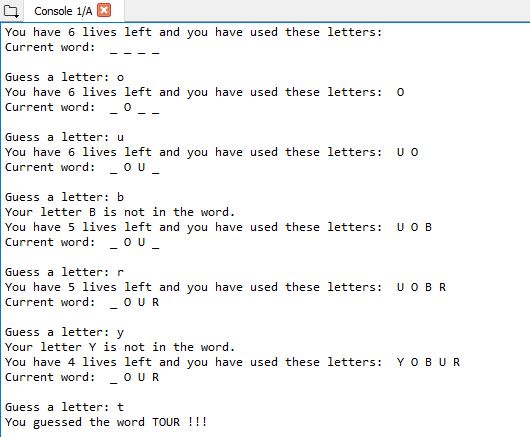 Console 1/A
You have 6 lives left and you have used these letters:
Current word:  _ _ _ _
Guess a letter: o
You have 6 lives left and you have used these letters:  O
Current word:  _ O _ _
Guess a letter: u
You have 6 lives left and you have used these letters:  U O
Current word:  _ O U _
Guess a letter: b
Your letter B is not in the word.
You have 5 lives left and you have used these letters:  U O B
Current word:  _ O U _
Guess a letter: r
You have 5 lives left and you have used these letters:  U O B R
Current word:  _ O U R
Guess a letter: y
Your letter Y is not in the word.
You have 4 lives left and you have used these letters:  Y O B U R
Current word:  _ O U R
Guess a letter: t
You guessed the word TOUR !!!